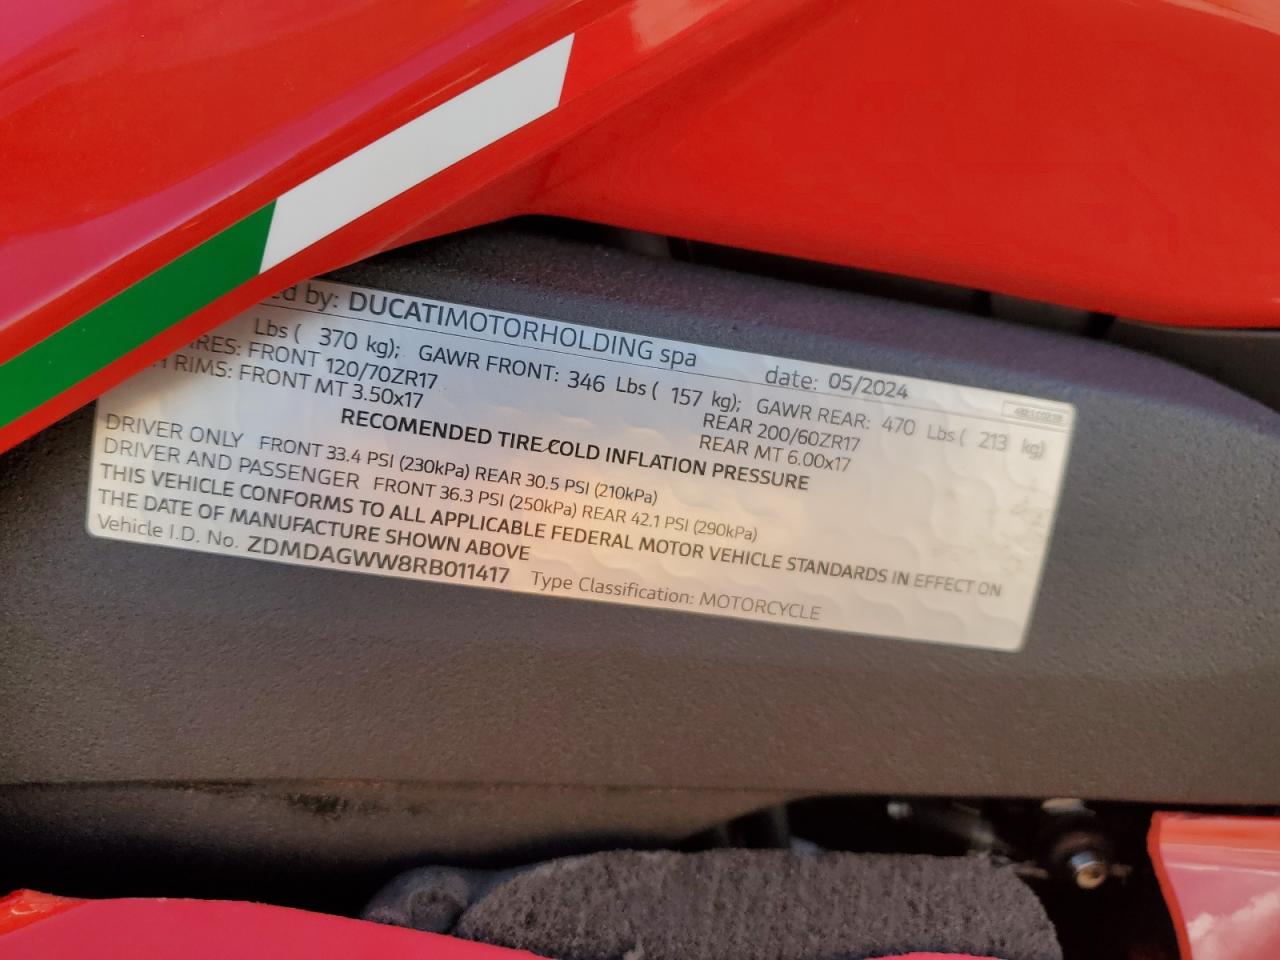 ed by: DUCATIMOTORHOLDING spa date: 05/2024
Lbs ( 370 kg); GAWR FRONT: 346 Lbs ( 157 kg); GAWR REAR: 470 Lbs ( 213 kg)
IRES: FRONT 120/70ZR17 REAR 200/60ZR17
RIMS: FRONT MT 3.50x17 REAR MT 6.00x17
RECOMENDED TIRE COLD INFLATION PRESSURE
DRIVER ONLY FRONT 33.4 PSI (230kPa) REAR 30.5 PSI (210kPa)
DRIVER AND PASSENGER FRONT 36.3 PSI (250kPa) REAR 42.1 PSI (290kPa)
THIS VEHICLE CONFORMS TO ALL APPLICABLE FEDERAL MOTOR VEHICLE STANDARDS IN EFFECT ON
THE DATE OF MANUFACTURE SHOWN ABOVE
Vehicle I.D. No. ZDMDAGWW8RB011417 Type Classification: MOTORCYCLE